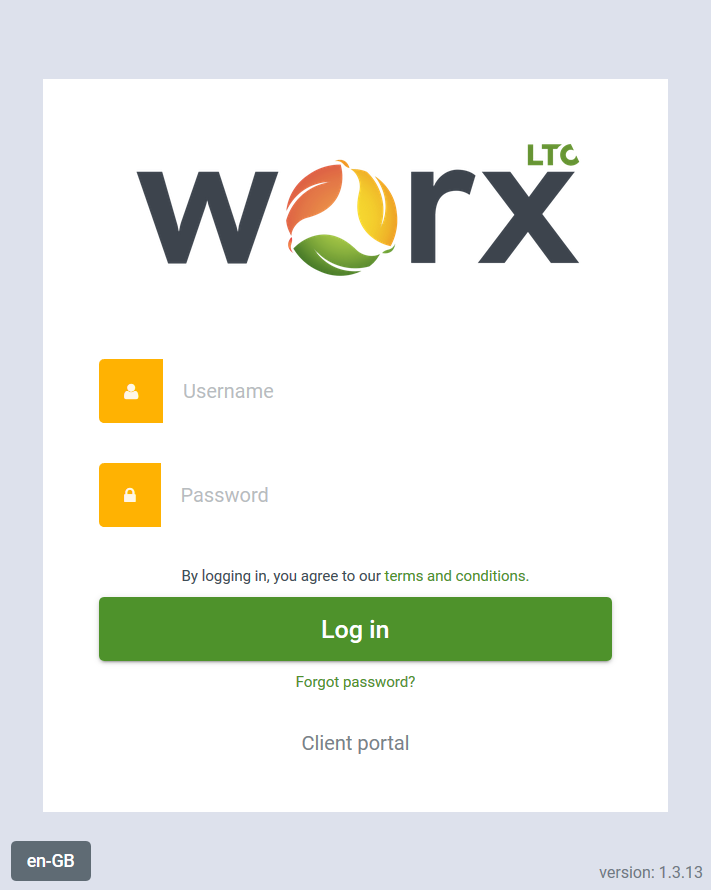 LTC
worx
Username
Password
By logging in, you agree to our terms and conditions.
Log in
Forgot password?
Client portal
en-GB
version: 1.3.13